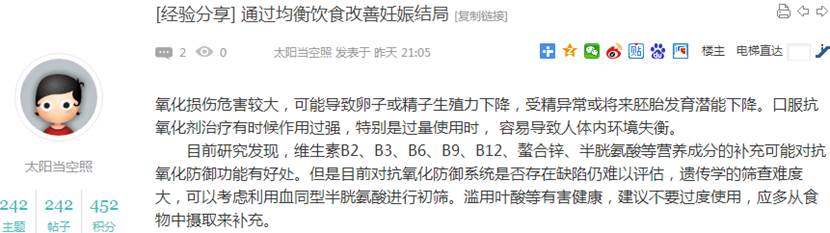 [经验分享] 通过均衡饮食改善妊娠结局 [复制链接]
2 0 太阳当空照 发表于 昨天 21:05 贴 楼主 电梯直达
氧化损伤危害较大，可能导致卵子或精子生殖力下降，受精异常或将来胚胎发育潜能下降。口服抗
氧化剂治疗有时候作用过强，特别是过量使用时， 容易导致人体内环境失衡。
目前研究发现，维生素B2、B3、B6、B9、B12、螯合锌、半胱氨酸等营养成分的补充可能对抗
氧化防御功能有好处。但是目前对抗氧化防御系统是否存在缺陷仍难以评估，遗传学的筛查难度
大，可以考虑利用血同型半胱氨酸进行初筛。滥用叶酸等有害健康，建议不要过度使用，应多从食
物中摄取来补充。
太阳当空照
242 242 452
主题 帖子 积分